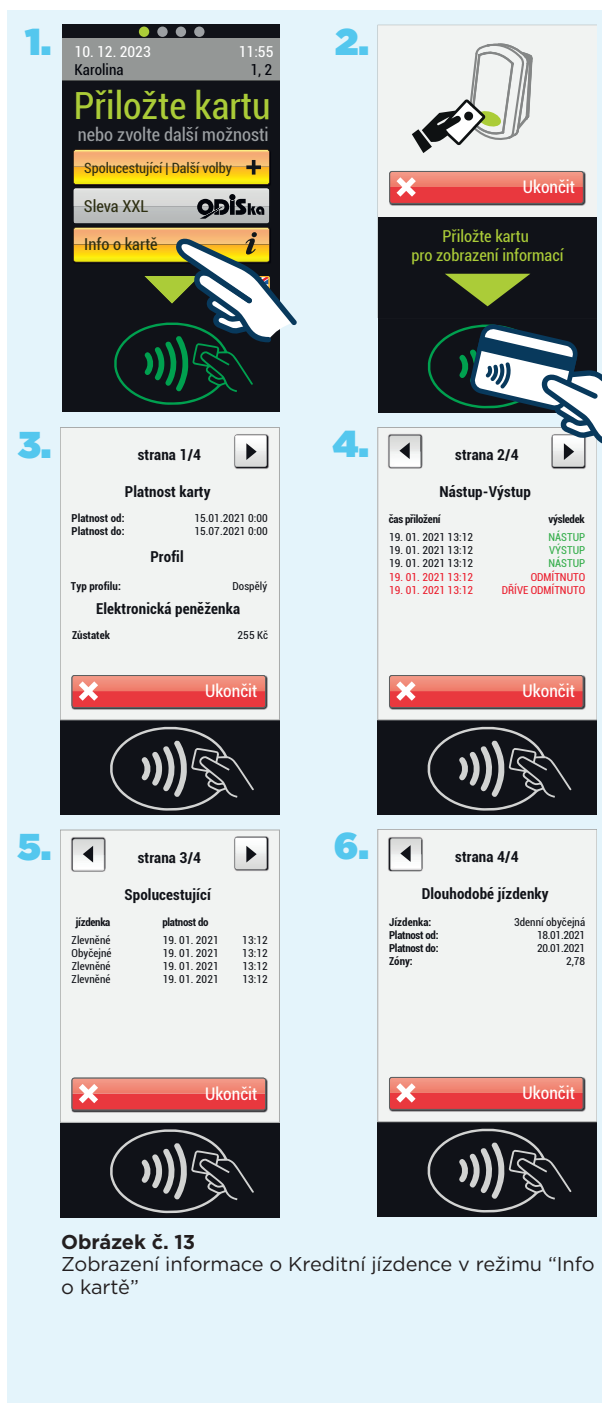 1.
10. 12. 2023 11:55
Karolina 1, 2
Přiložte kartu
nebo zvolte další možnosti
Spolucestující | Další volby +
Sleva XXL ODISka
Info o kartě i
2.
Ukončit
Přiložte kartu
pro zobrazení informací
3.
strana 1/4
Platnost karty
Platnost od: 15.01.2021 0:00
Platnost do: 15.07.2021 0:00
Profil
Typ profilu: Dospělý
Elektronická peněženka
Zůstatek 255 Kč
Ukončit
4.
strana 2/4
Nástup-Výstup
čas přiložení výsledek
19. 01. 2021 13:12 NÁSTUP
19. 01. 2021 13:12 VÝSTUP
19. 01. 2021 13:12 NÁSTUP
19. 01. 2021 13:12 ODMÍTNUTO
19. 01. 2021 13:12 DŘÍVE ODMÍTNUTO
Ukončit
5.
strana 3/4
Spolucestující
jízdenka platnost do
Zlevněné 19. 01. 2021 13:12
Obyčejné 19. 01. 2021 13:12
Zlevněné 19. 01. 2021 13:12
Zlevněné 19. 01. 2021 13:12
Ukončit
6.
strana 4/4
Dlouhodobé jízdenky
Jízdenka: 3denní obyčejná
Platnost od: 18.01.2021
Platnost do: 20.01.2021
Zóny: 2,78
Ukončit
Obrázek č. 13
Zobrazení informace o Kreditní jízdence v režimu “Info
o kartě”